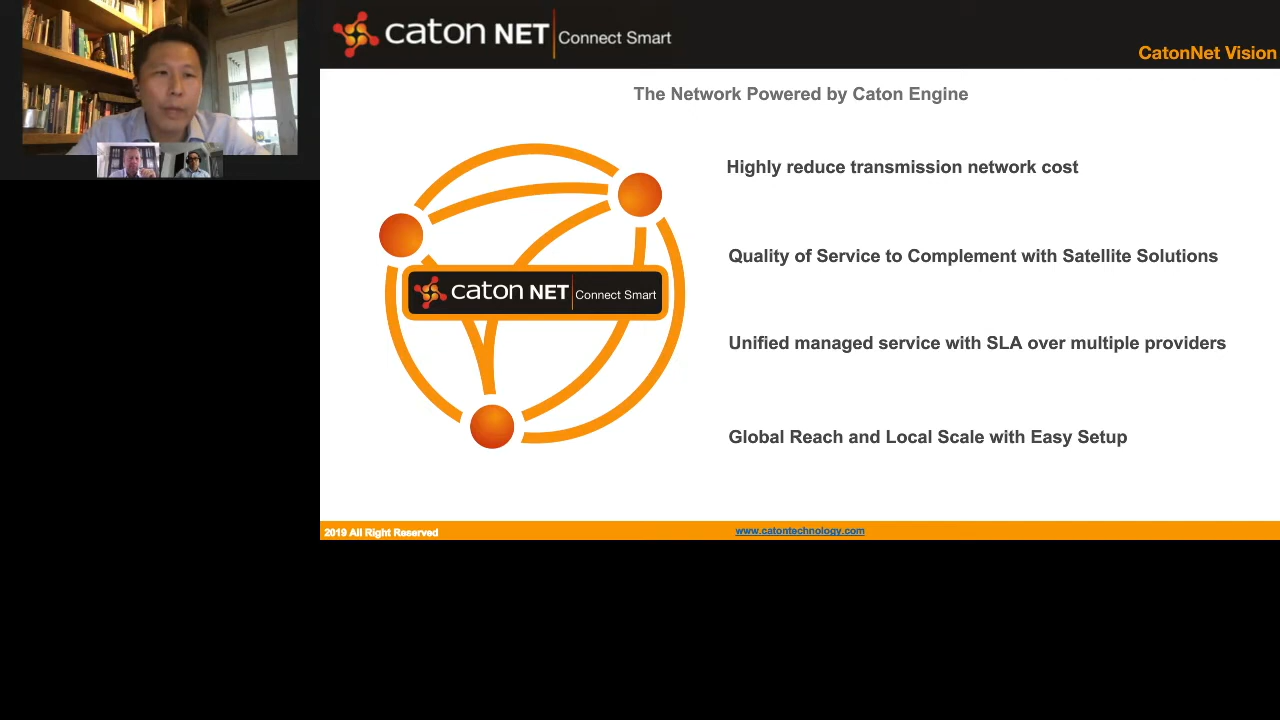 caton NET Connect Smart
CatonNet Vision
The Network Powered by Caton Engine
Highly reduce transmission network cost
Quality of Service to Complement with Satellite Solutions
caton NET Connect Smart
Unified managed service with SLA over multiple providers
Global Reach and Local Scale with Easy Setup
2019 All Right Reserved
www.catontechnology.com